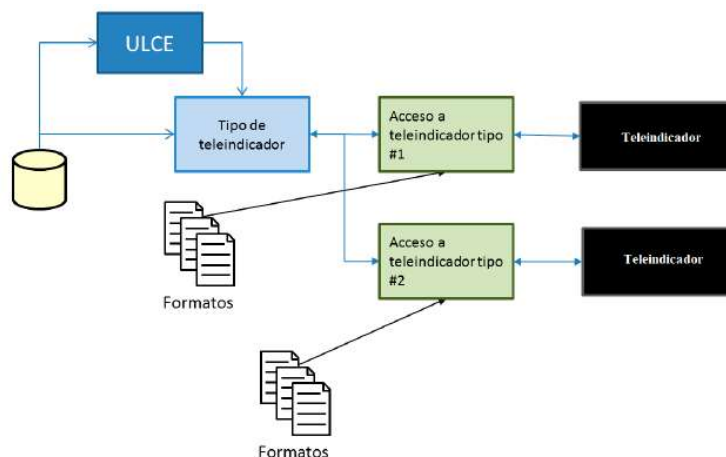 ULCE
Tipo de
teleindicador
Acceso a
teleindicador tipo
#1
Teleindicador
Acceso a
teleindicador tipo
#2
Teleindicador
Formatos
Formatos